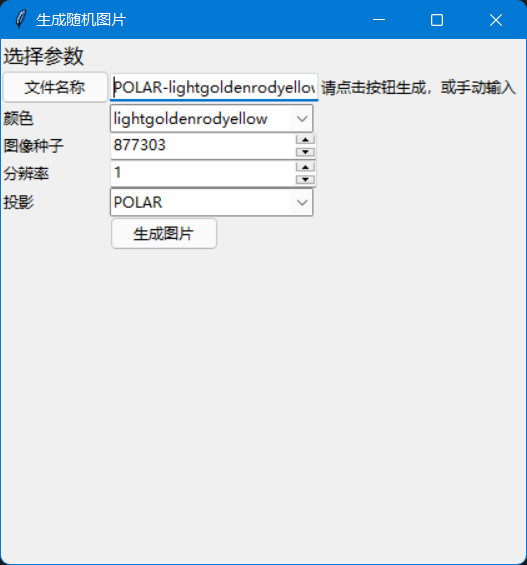 生成随机图片
选择参数
文件名称 POLAR-lightgoldenrodyellow 请点击按钮生成，或手动输入
颜色 lightgoldenrodyellow
图像种子 877303
分辨率 1
投影 POLAR
生成图片